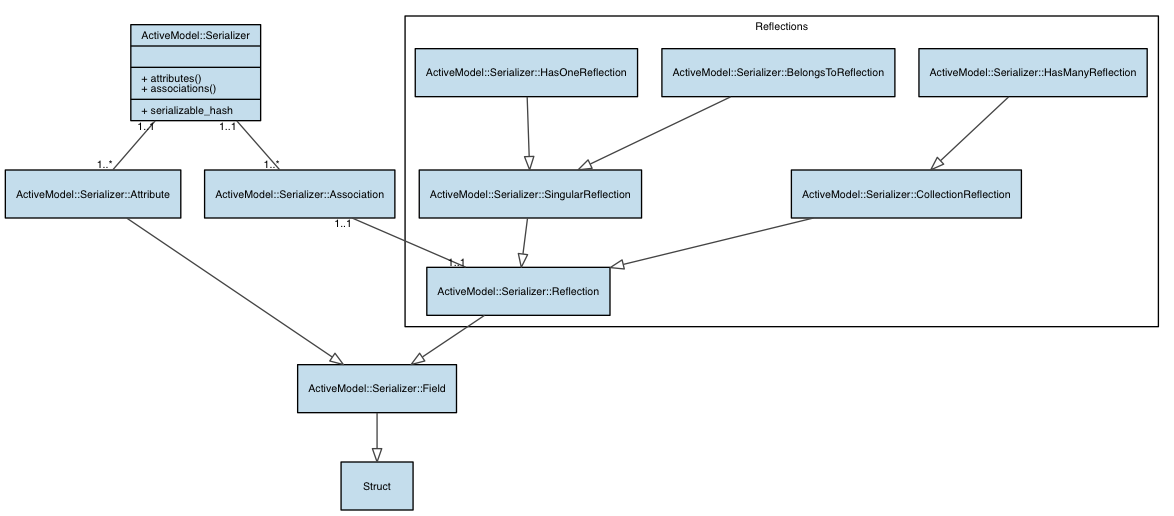 Reflections
ActiveModel::Serializer
+ attributes()
+ associations()
+ serializable_hash
ActiveModel::Serializer::HasOneReflection
ActiveModel::Serializer::BelongsToReflection
ActiveModel::Serializer::HasManyReflection
1..1
1..1
1..*
1..*
ActiveModel::Serializer::Attribute
ActiveModel::Serializer::Association
ActiveModel::Serializer::SingularReflection
ActiveModel::Serializer::CollectionReflection
1..1
1..1
ActiveModel::Serializer::Reflection
ActiveModel::Serializer::Field
Struct